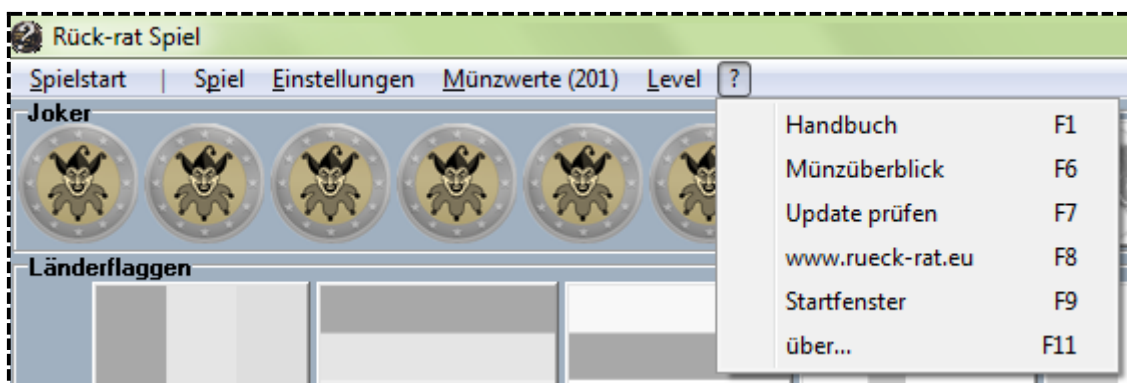 Rück-rat Spiel
Spielstart | Spiel Einstellungen Münzwerte (201) Level ?
Joker
Handbuch F1
Münzüberblick F6
Update prüfen F7
www.rueck-rat.eu F8
Startfenster F9
über... F11
Länderflaggen